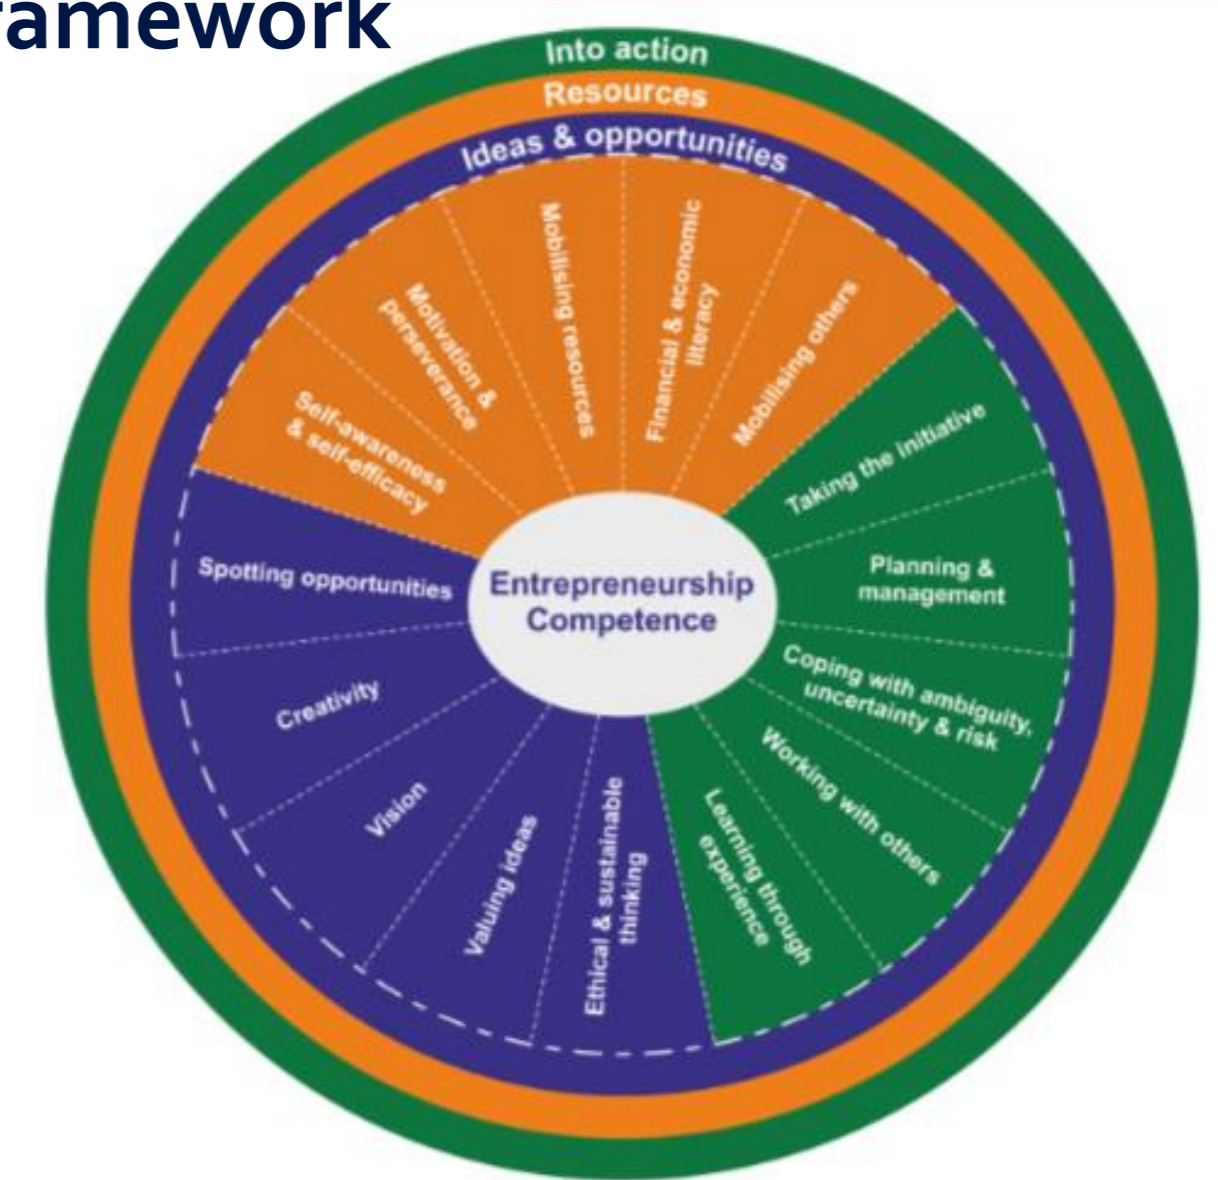 ramework
Into action
Resources
Ideas & opportunities
Mobilising resources
Financial & economic
literacy
Mobilising others
Taking the initiative
Planning &
management
Coping with ambiguity,
uncertainty & risk
Working with others
Learning through
experience
Ethical & sustainable
thinking
Valuing ideas
Vision
Creativity
Spotting opportunities
Self-awareness
& self-efficacy
Motivation &
perseverance
Entrepreneurship
Competence